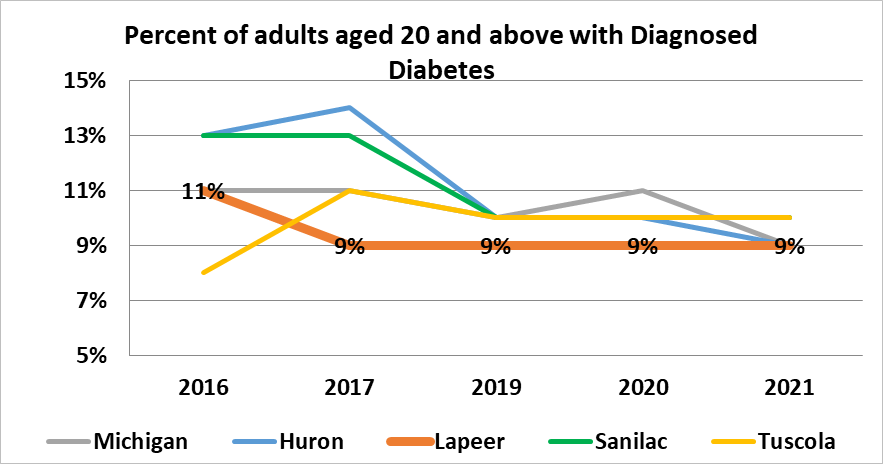 Percent of adults aged 20 and above with Diagnosed
Diabetes
15%
13%
11%
9%
7%
5%
11%
9%
9%
9%
9%
2016 2017 2019 2020 2021
Michigan Huron Lapeer Sanilac Tuscola